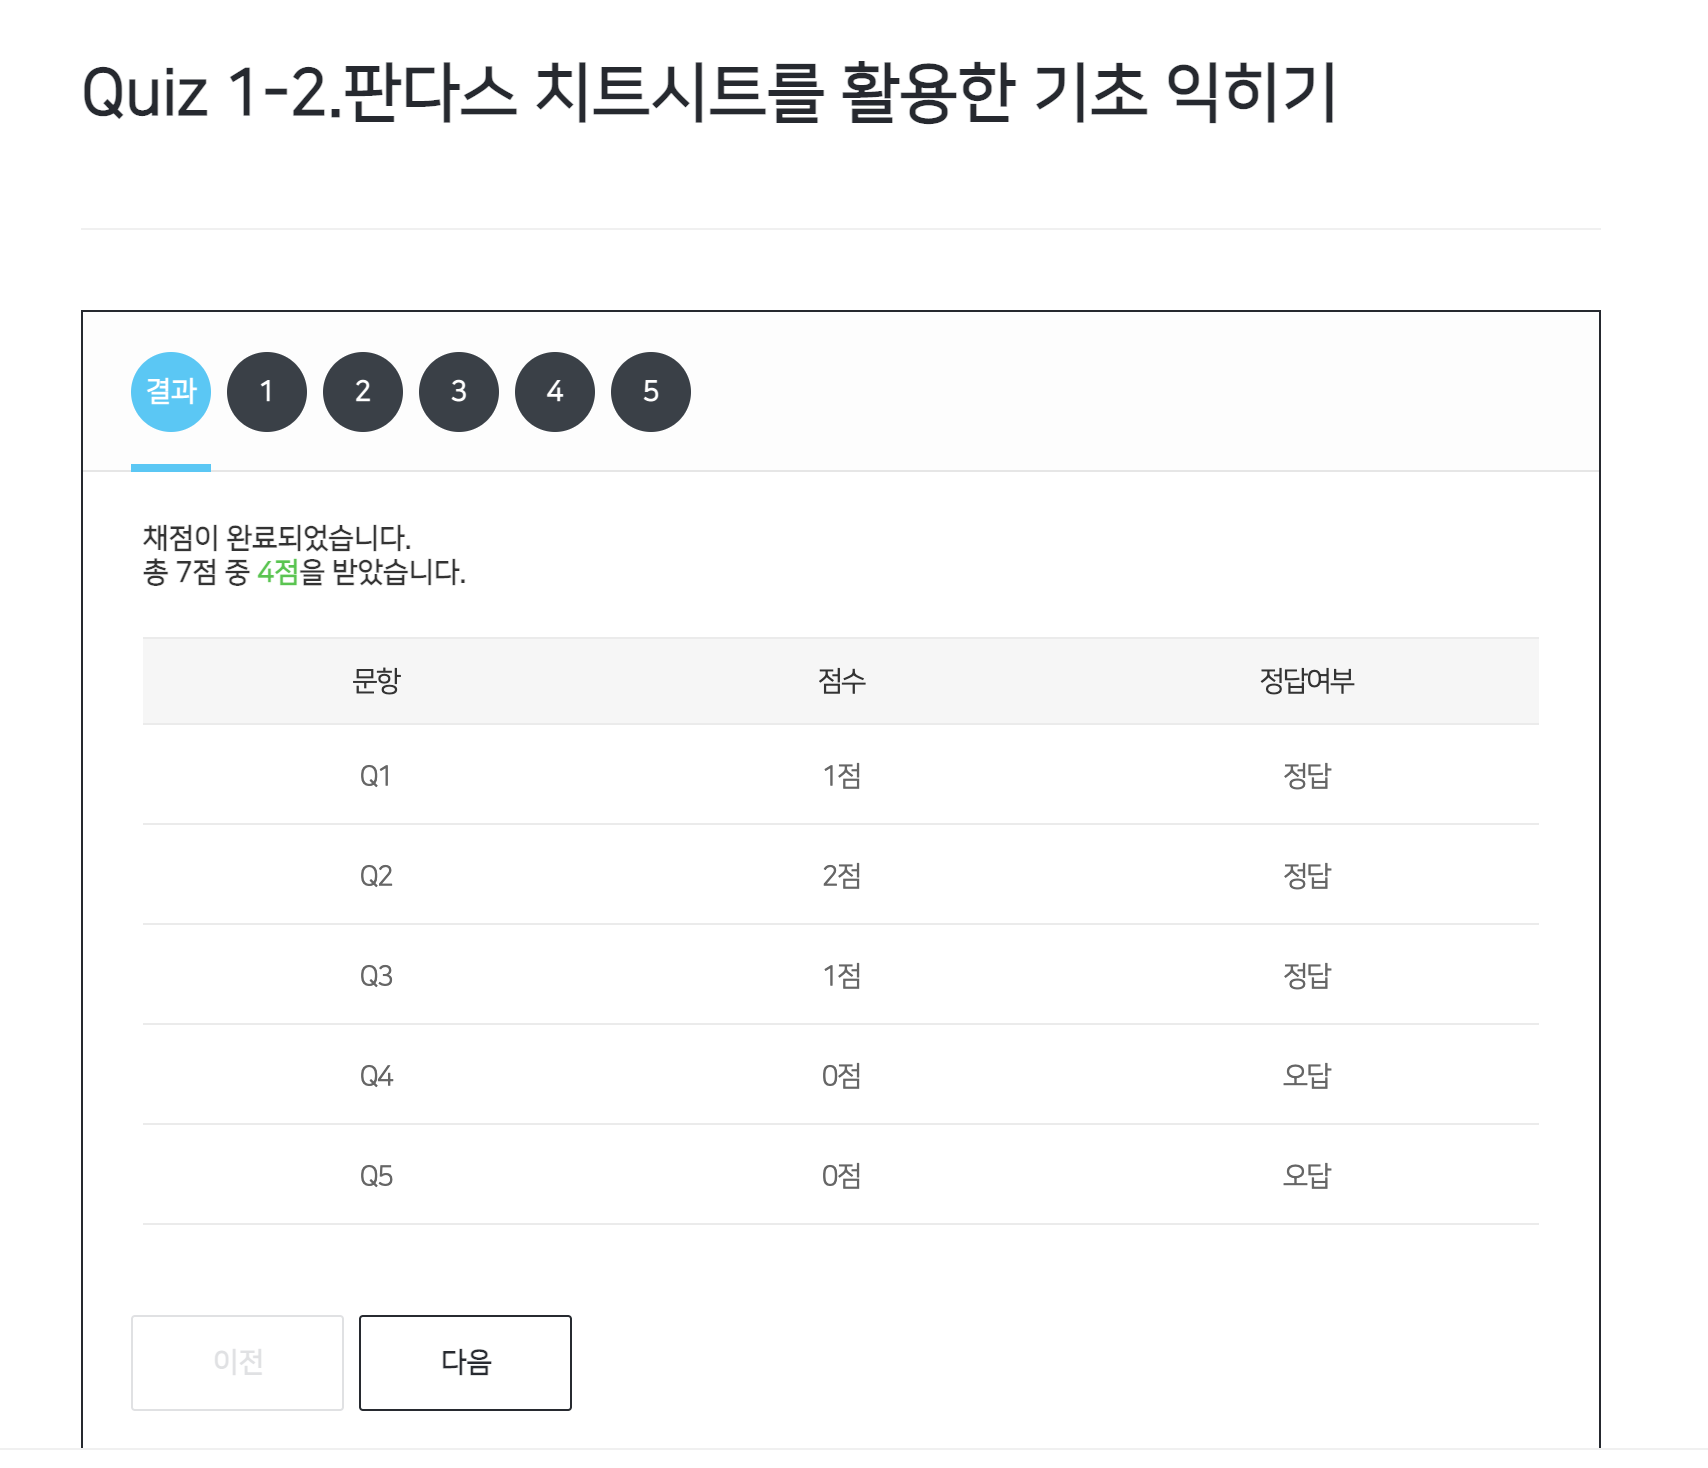 Quiz 1-2.판다스 치트시트를 활용한 기초 익히기
결과 1 2 3 4 5
채점이 완료되었습니다.
총 7점 중 4점을 받았습니다.
문항 점수 정답여부
Q1 1점 정답
Q2 2점 정답
Q3 1점 정답
Q4 0점 오답
Q5 0점 오답
이전 다음